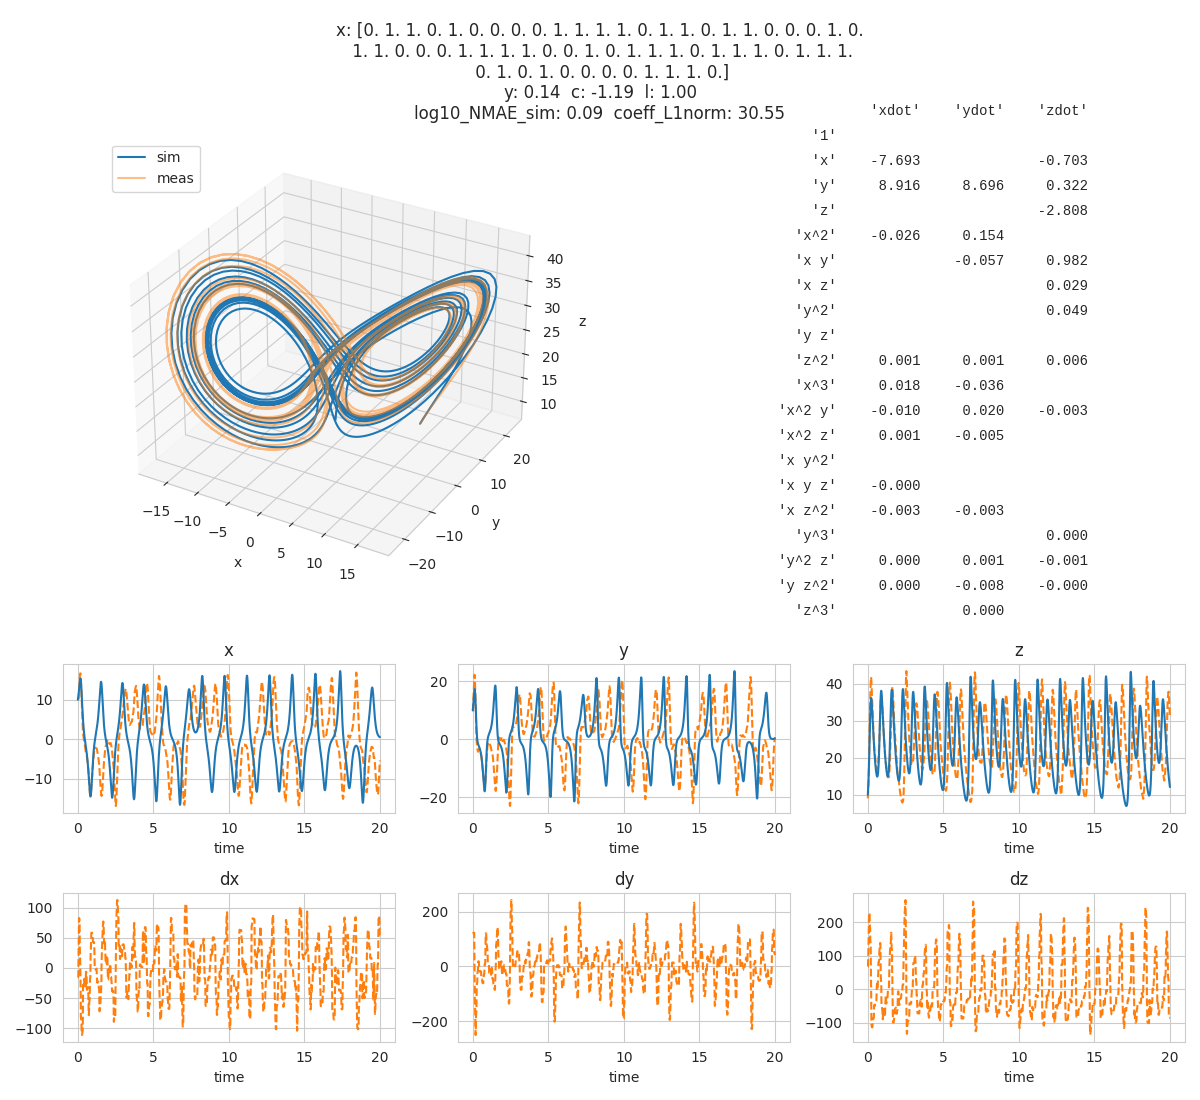 x: [0. 1. 1. 0. 1. 0. 0. 0. 0. 1. 1. 1. 1. 0. 1. 1. 0. 1. 1. 0. 0. 0. 1. 0.
1. 1. 0. 0. 0. 1. 1. 1. 1. 0. 0. 1. 0. 1. 1. 1. 0. 1. 1. 1. 0. 1. 1. 1.
0. 1. 0. 1. 0. 0. 0. 0. 1. 1. 1. 0.]
y: 0.14 c: -1.19 l: 1.00
log10_NMAE_sim: 0.09 coeff_L1norm: 30.55
sim
meas
40
35
30
25
20
15
10
z
20
10
0
−10
−20
y
−15
−10
−5
0
5
10
15
x
'xdot' 'ydot' 'zdot'
'1'
'x' -7.693 -0.703
'y' 8.916 8.696 0.322
'z' -2.808
'x^2' -0.026 0.154
'x y' -0.057 0.982
'x z' 0.029
'y^2' 0.049
'y z'
'z^2' 0.001 0.001 0.006
'x^3' 0.018 -0.036
'x^2 y' -0.010 0.020 -0.003
'x^2 z' 0.001 -0.005
'x y^2'
'x y z' -0.000
'x z^2' -0.003 -0.003
'y^3' 0.000
'y^2 z' 0.000 0.001 -0.001
'y z^2' 0.000 -0.008 -0.000
'z^3' 0.000
x
10
0
−10
0 5 10 15 20
time
y
20
0
−20
0 5 10 15 20
time
z
40
30
20
10
0 5 10 15 20
time
dx
100
50
0
−50
−100
0 5 10 15 20
time
dy
200
0
−200
0 5 10 15 20
time
dz
200
100
0
−100
0 5 10 15 20
time